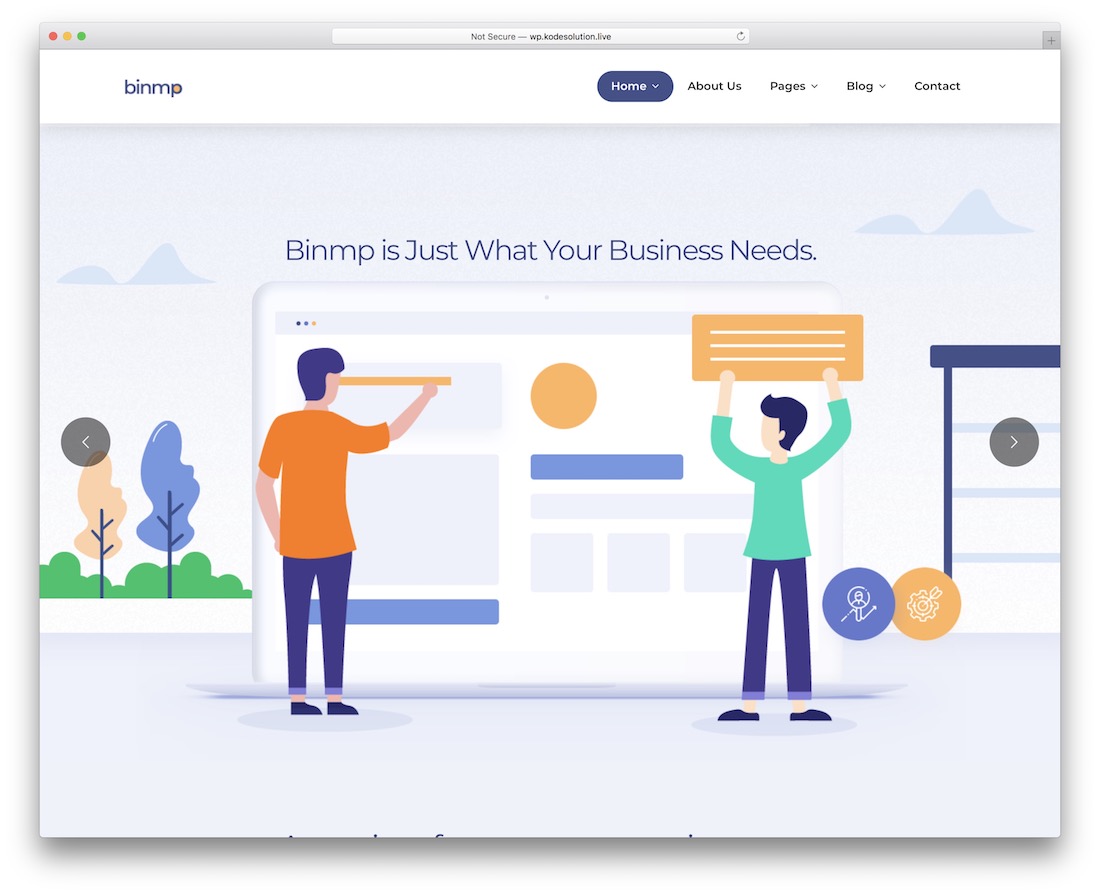 Not Secure — wp.kodesolution.live
binmp
Home
About Us
Pages
Blog
Contact
Binmp is Just What Your Business Needs.